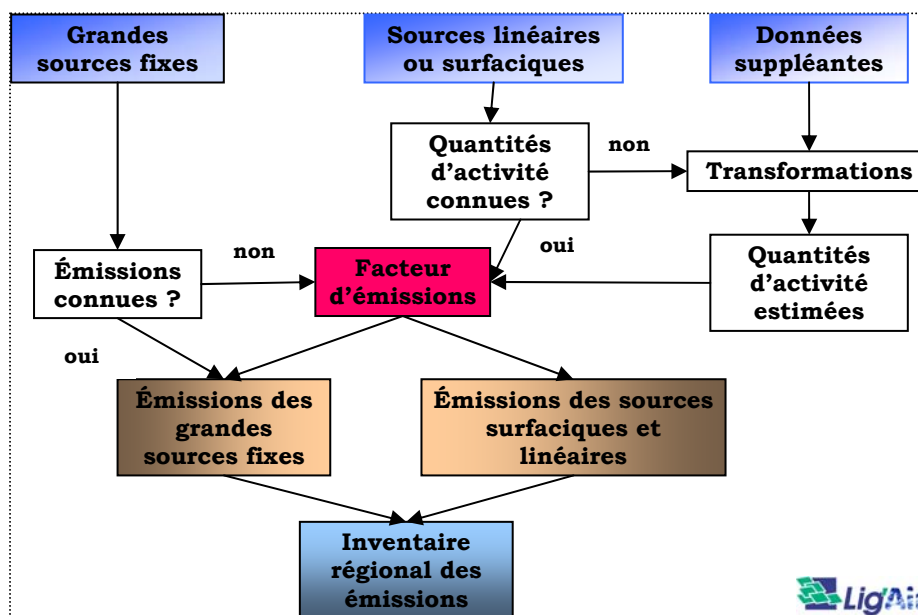 Grandes
sources fixes
Sources linéaires
ou surfaciques
Données
suppléantes
Quantités
d'activité
connues ?
non
Transformations
oui
Émissions
connues ?
non
Facteur
d'émissions
Quantités
d'activité
estimées
oui
Émissions des
grandes
sources fixes
Émissions des sources
surfaciques et
linéaires
Inventaire
régional des
émissions
Lig'Air